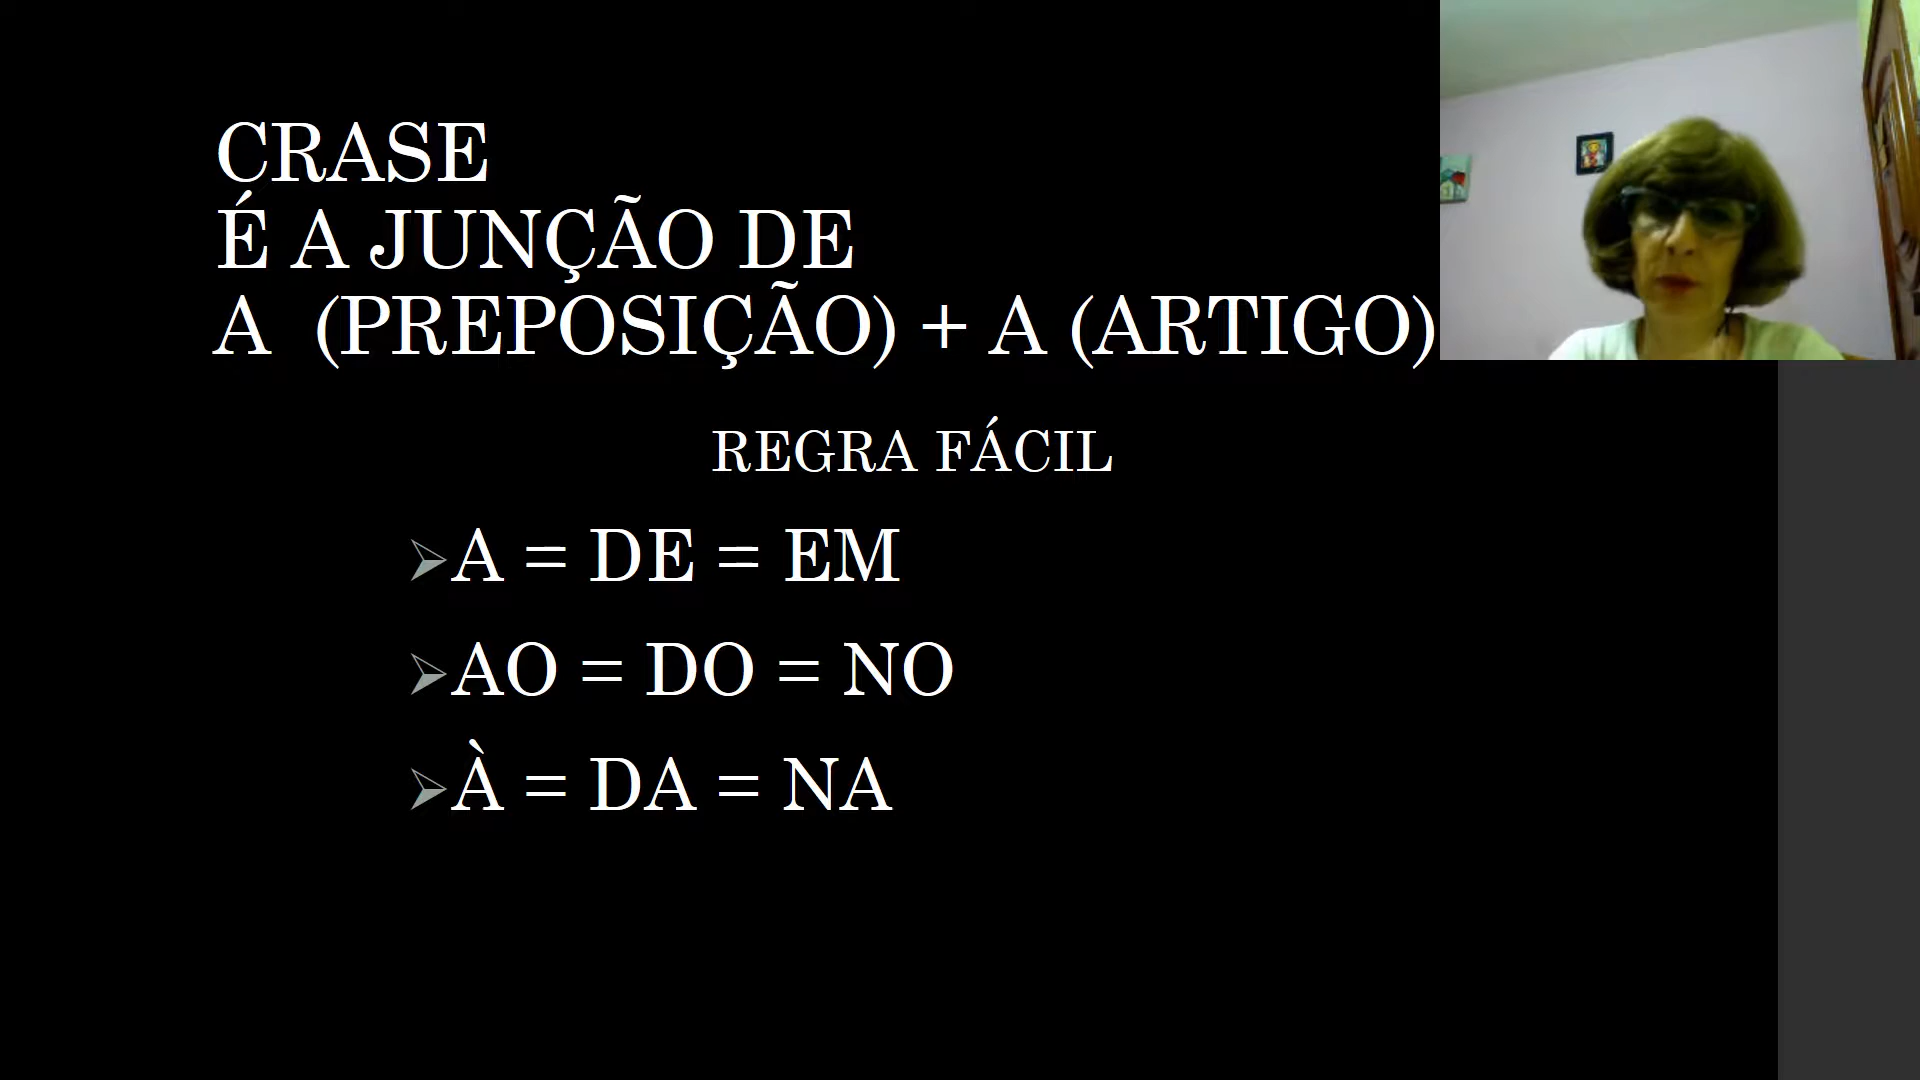 CRASE
É A JUNÇÃO DE
A (PREPOSIÇÃO) + A (ARTIGO)
REGRA FÁCIL
A = DE = EM
AO = DO = NO
À = DA = NA